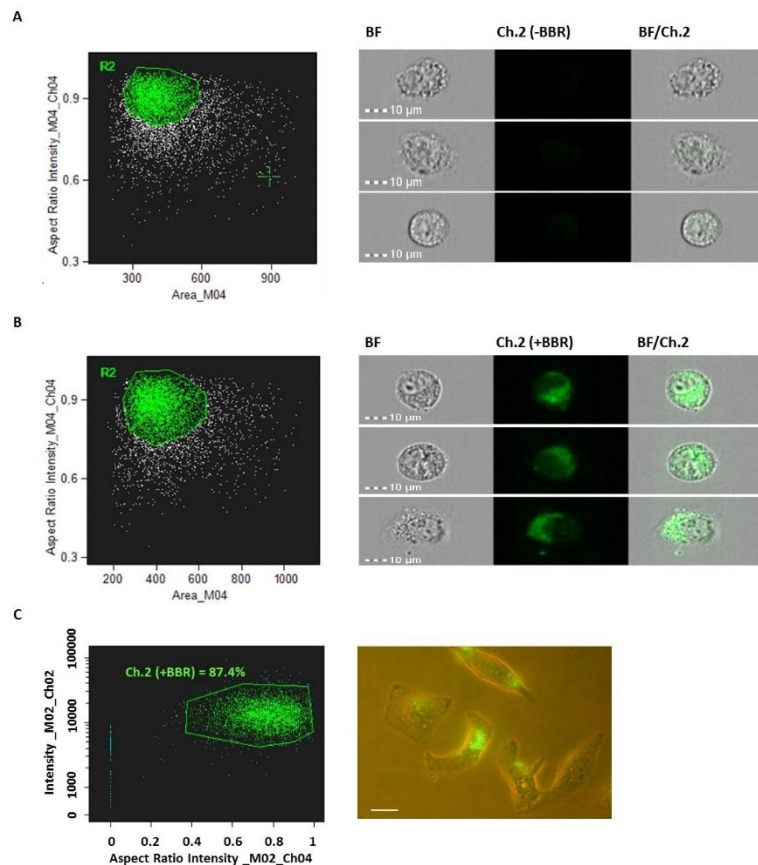 A
BF Ch.2 (-BBR) BF/Ch.2
R2
0.9
0.6
0.3
Aspect Ratio Intensity_M04_Ch04
300 600 900
Area_M04
10 µm
10 µm
10 µm
B
BF Ch.2 (+BBR) BF/Ch.2
R2
0.9
0.6
0.3
Aspect Ratio Intensity_M04_Ch04
200 400 600 800 1000
Area_M04
10 µm
10 µm
10 µm
C
Ch.2 (+BBR) = 87.4%
100000
10000
1000
0
Intensity _M02_Ch02
0 0.2 0.4 0.6 0.8 1
Aspect Ratio Intensity _M02_Ch04